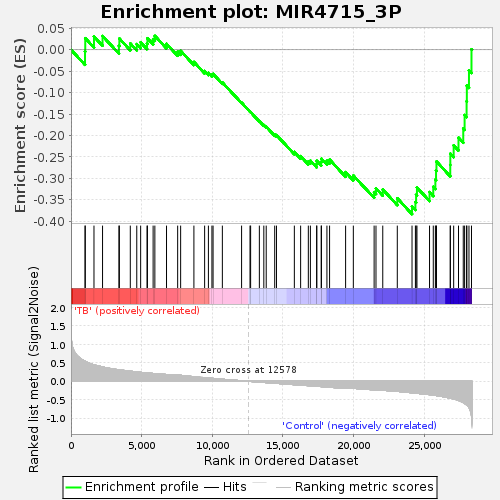 Enrichment plot: MIR4715_3P
Enrichment score (ES)
0.05
0.00
-0.05
-0.10
-0.15
-0.20
-0.25
-0.30
-0.35
-0.40
Ranked list metric (Signal2Noise)
2.0
1.5
1.0
0.5
0.0
-0.5
-1.0
'TB' (positively correlated)
Zero cross at 12578
'Control' (negatively correlated)
0
5,000
10,000
15,000
20,000
25,000
Rank in Ordered Dataset
Enrichment profile
Hits
Ranking metric scores